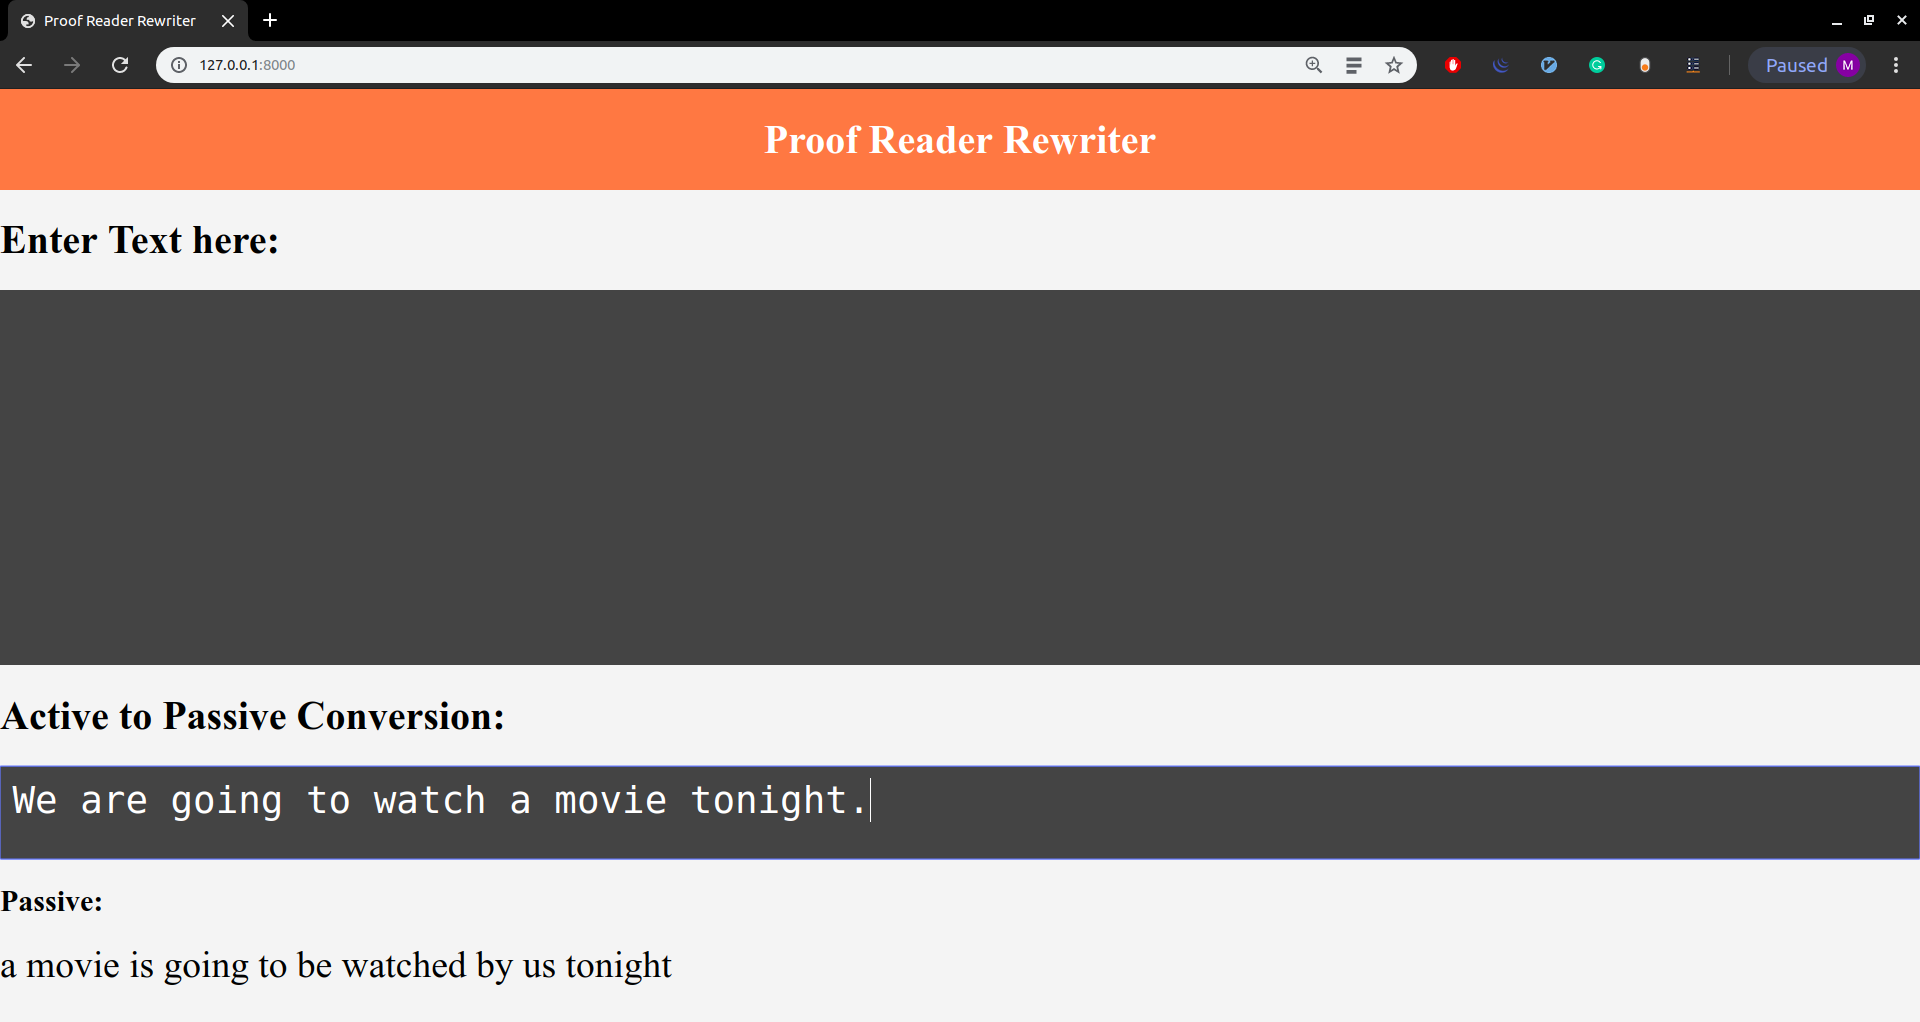 Proof Reader Rewriter
127.0.0.1:8000
Paused M
Proof Reader Rewriter
Enter Text here:
Active to Passive Conversion:
We are going to watch a movie tonight.
Passive:
a movie is going to be watched by us tonight